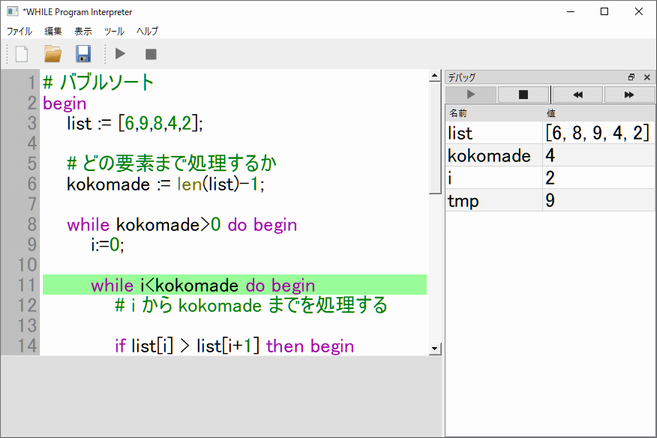 *WHILE Program Interpreter
ファイル 編集 表示 ツール ヘルプ
1 # バブルソート
2 begin
3 list := [6,9,8,4,2];
4
5 # どの要素まで処理するか
6 kokomade := len(list)-1;
7
8 while kokomade>0 do begin
9 i:=0;
10
11 while i<kokomade do begin
12 # i から kokomade までを処理する
13
14 if list[i] > list[i+1] then begin
デバッグ
名前 値
list [6, 8, 9, 4, 2]
kokomade 4
i 2
tmp 9